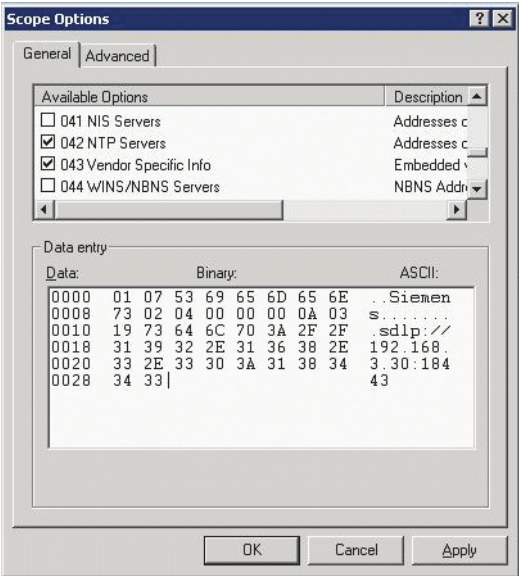 Scope Options
General Advanced
Available Options Description
041 NIS Servers Addresses c
042 NTP Servers Addresses c
043 Vendor Specific Info Embedded v
044 WINS/NBNS Servers NBNS Addr
Data entry
Data: Binary: ASCII:
0000 01 07 53 69 65 6D 65 6E ..Siemen
0008 73 02 04 00 00 00 0A 03 s.......
0010 19 73 64 6C 70 3A 2F 2F .sdlp://
0018 31 39 32 2E 31 36 38 2E 192.168.
0020 33 2E 33 30 3A 31 38 34 3.30:184
0028 34 33 43
OK Cancel Apply